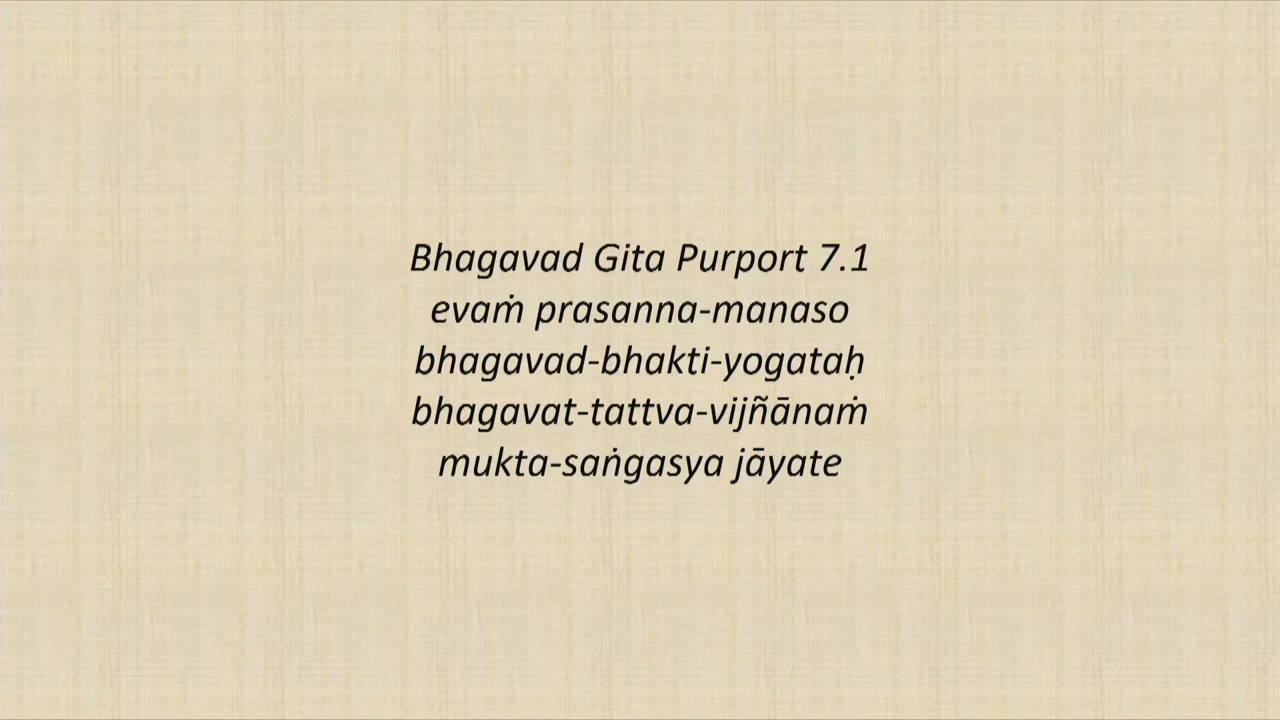 Bhagavad Gita Purport 7.1
evaṁ prasanna-manaso
bhagavad-bhakti-yogataḥ
bhagavat-tattva-vijñānaṁ
mukta-saṅgasya jāyate